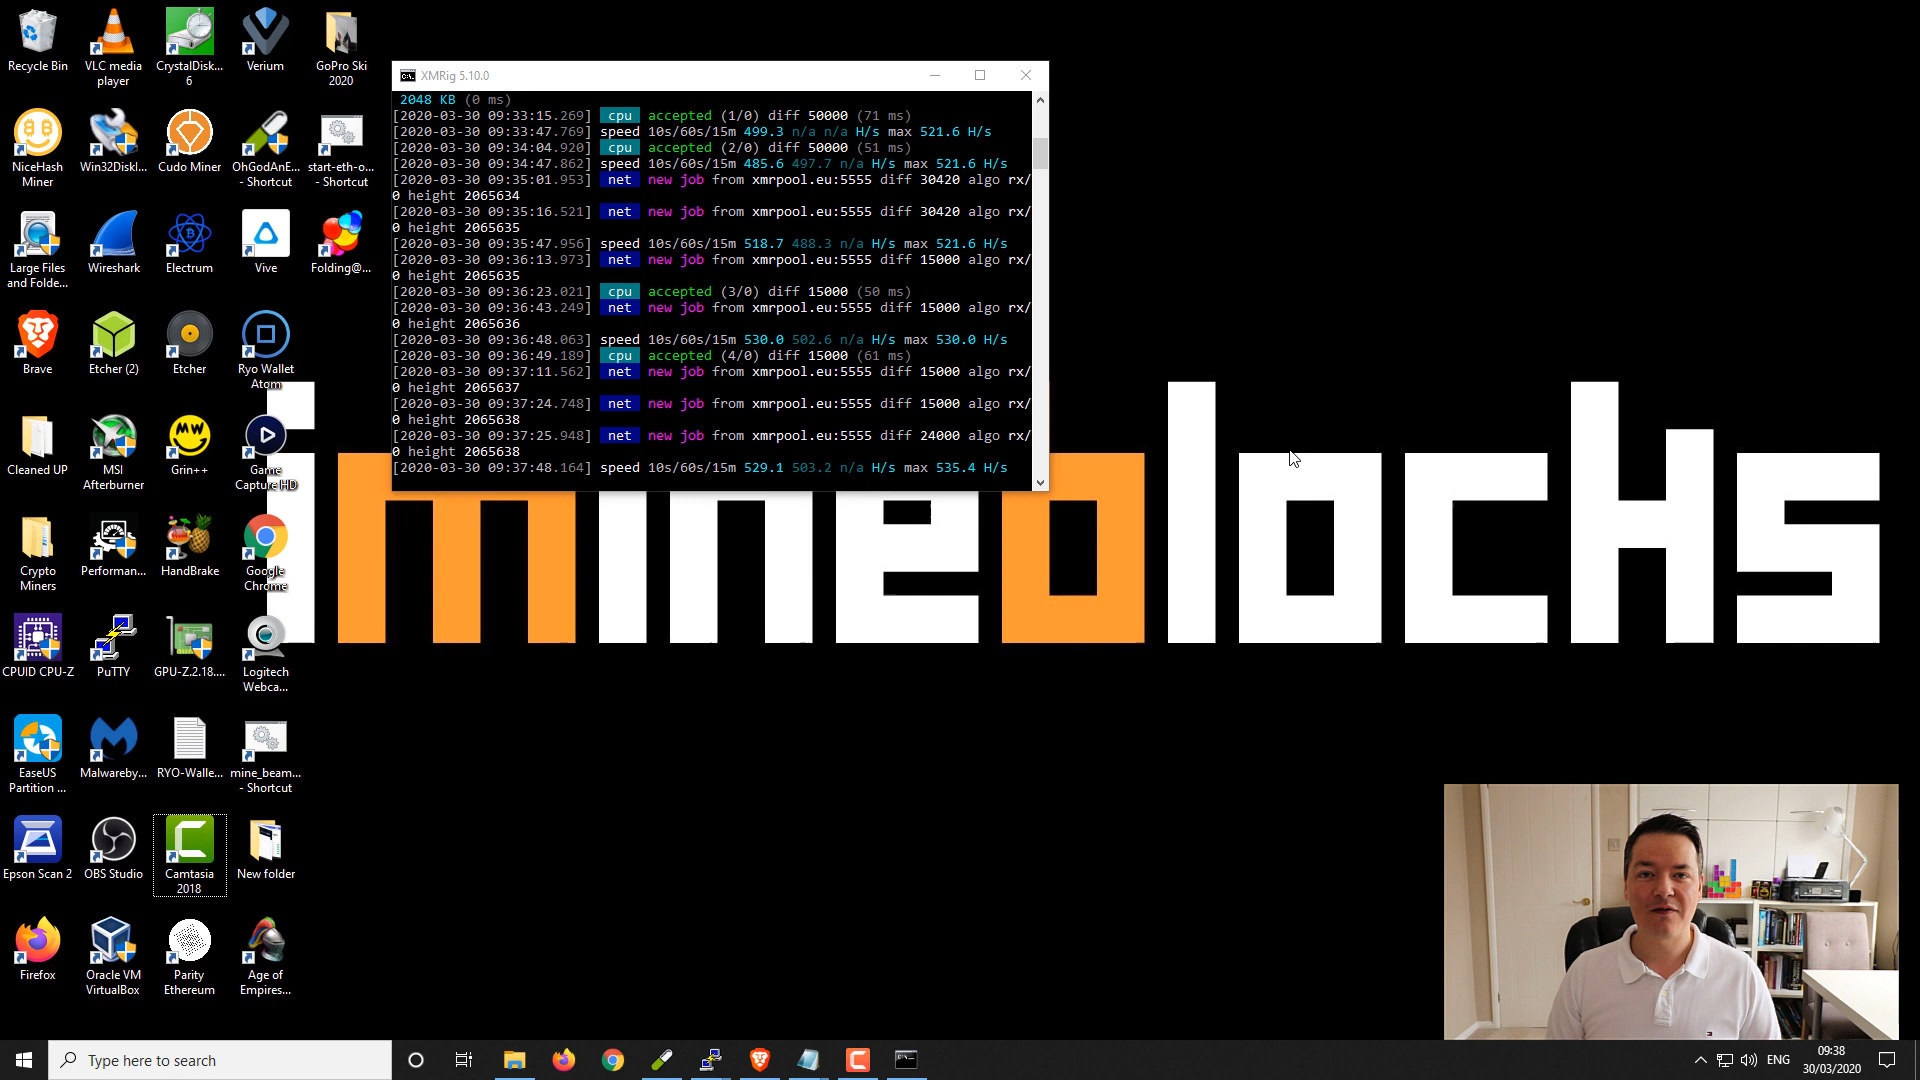 Recycle Bin
VLC media
player
CrystalDisk...
6
Verium
GoPro Ski
2020
NiceHash
Miner
Win32DiskI...
Cudo Miner
OhGodAnE...
- Shortcut
start-eth-o...
- Shortcut
Large Files
and Folde...
Wireshark
Electrum
Vive
Folding@...
Brave
Etcher (2)
Etcher
Ryo Wallet
Atom
Cleaned UP
MSI
Afterburner
Grin++
Game
Capture HD
Crypto
Miners
Performan...
HandBrake
Google
Chrome
CPUID CPU-Z
PuTTY
GPU-Z.2.18....
Logitech
Webca...
EaseUS
Partition ...
Malwareby...
RYO-Walle...
mine_beam...
- Shortcut
Epson Scan 2
OBS Studio
Camtasia
2018
New folder
Firefox
Oracle VM
VirtualBox
Parity
Ethereum
Age of
Empires...
XMRig 5.10.0
2048 KB (0 ms)
[2020-03-30 09:33:15.269] cpu accepted (1/0) diff 50000 (71 ms)
[2020-03-30 09:33:47.769] speed 10s/60s/15m 499.3 n/a n/a H/s max 521.6 H/s
[2020-03-30 09:34:04.920] cpu accepted (2/0) diff 50000 (51 ms)
[2020-03-30 09:34:47.862] speed 10s/60s/15m 485.6 497.7 n/a H/s max 521.6 H/s
[2020-03-30 09:35:01.953] net new job from xmrpool.eu:5555 diff 30420 algo rx/
0 height 2065634
[2020-03-30 09:35:16.521] net new job from xmrpool.eu:5555 diff 30420 algo rx/
0 height 2065635
[2020-03-30 09:35:47.956] speed 10s/60s/15m 518.7 488.3 n/a H/s max 521.6 H/s
[2020-03-30 09:36:13.973] net new job from xmrpool.eu:5555 diff 15000 algo rx/
0 height 2065635
[2020-03-30 09:36:23.021] cpu accepted (3/0) diff 15000 (50 ms)
[2020-03-30 09:36:43.249] net new job from xmrpool.eu:5555 diff 15000 algo rx/
0 height 2065636
[2020-03-30 09:36:48.063] speed 10s/60s/15m 530.0 502.6 n/a H/s max 530.0 H/s
[2020-03-30 09:36:49.189] cpu accepted (4/0) diff 15000 (61 ms)
[2020-03-30 09:37:11.562] net new job from xmrpool.eu:5555 diff 15000 algo rx/
0 height 2065637
[2020-03-30 09:37:24.748] net new job from xmrpool.eu:5555 diff 15000 algo rx/
0 height 2065638
[2020-03-30 09:37:25.948] net new job from xmrpool.eu:5555 diff 24000 algo rx/
0 height 2065638
[2020-03-30 09:37:48.164] speed 10s/60s/15m 529.1 503.2 n/a H/s max 535.4 H/s
imineblocks
Type here to search
ENG
09:38
30/03/2020